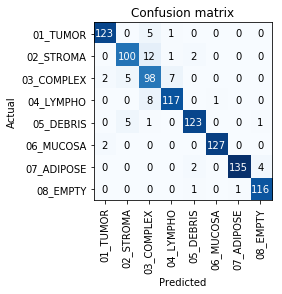 Confusion matrix
Actual
01_TUMOR 123 0 5 1 0 0 0 0
02_STROMA 0 100 12 1 2 0 0 0
03_COMPLEX 2 5 98 7 0 0 0 0
04_LYMPHO 0 0 8 117 0 1 0 0
05_DEBRIS 0 5 1 0 123 0 0 1
06_MUCOSA 2 0 0 0 0 127 0 0
07_ADIPOSE 0 0 0 0 2 0 135 4
08_EMPTY 0 0 0 0 1 0 1 116
01_TUMOR
02_STROMA
03_COMPLEX
04_LYMPHO
05_DEBRIS
06_MUCOSA
07_ADIPOSE
08_EMPTY
Predicted